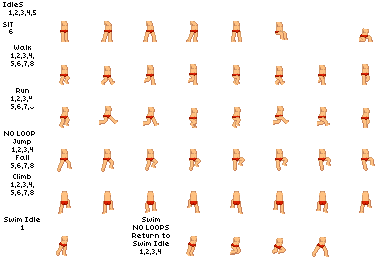 IdleS
1,2,3,4,5
SIT
6
Walk
1,2,3,4,
5,6,7,8
Run
1,2,3,
5,6,7,
NO LOOP
Jump
1,2,3,4
Fall
5,6,7,8
Climb
1,2,3,4,
5,6,7,8
Swim Idle
1
Swim
NO LOOPS
Return to
Swim Idle
1,2,3,4